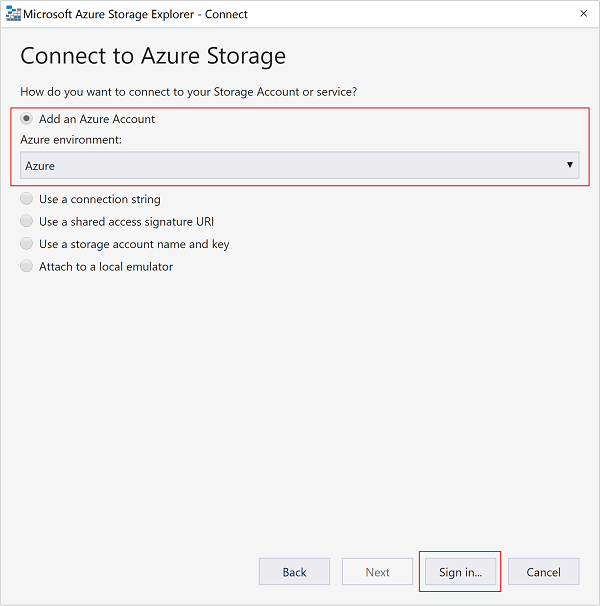 Microsoft Azure Storage Explorer - Connect
Connect to Azure Storage
How do you want to connect to your Storage Account or service?
Add an Azure Account
Azure environment:
Azure
Use a connection string
Use a shared access signature URI
Use a storage account name and key
Attach to a local emulator
Back Next Sign in... Cancel